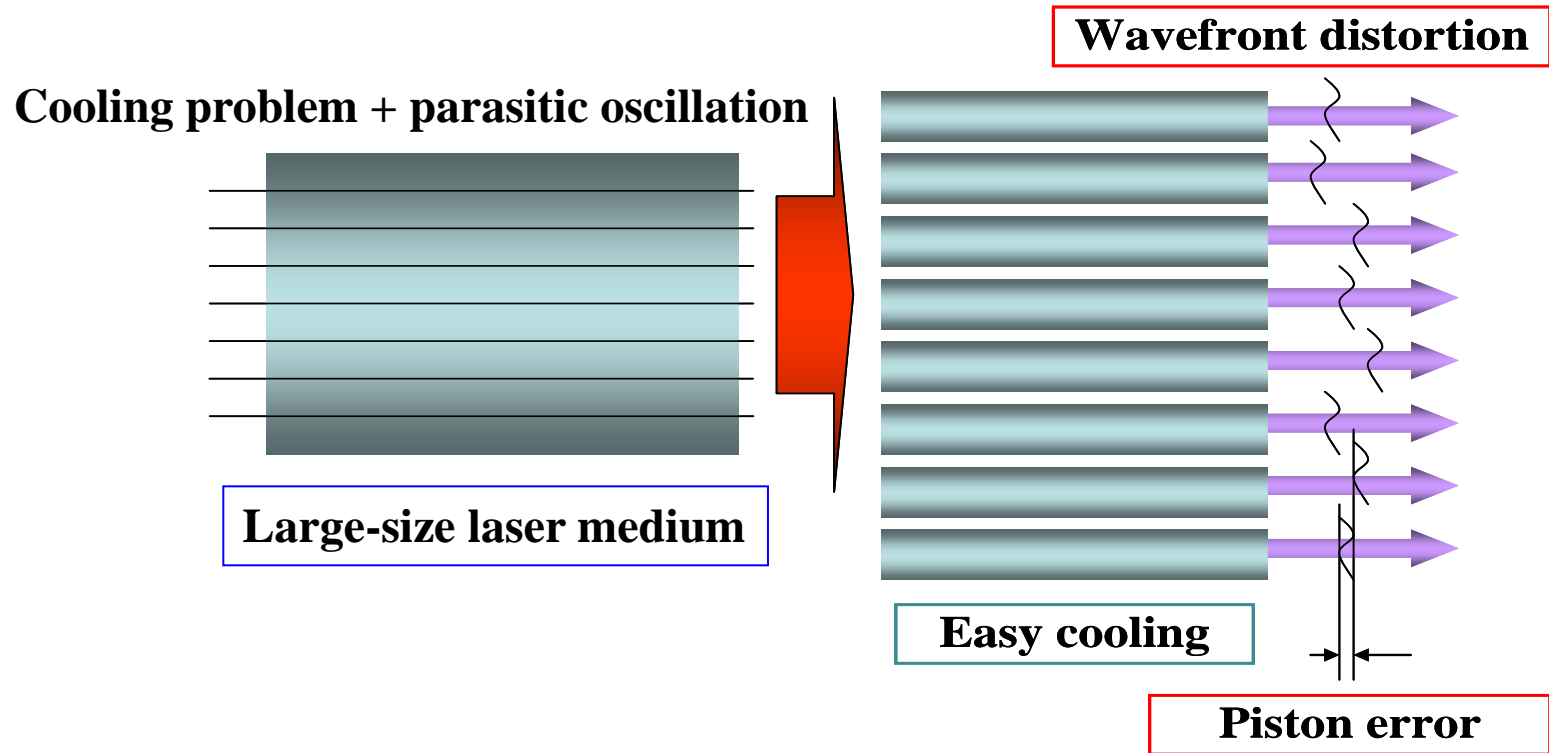 Wavefront distortion
Cooling problem + parasitic oscillation
Large-size laser medium
Easy cooling
Piston error